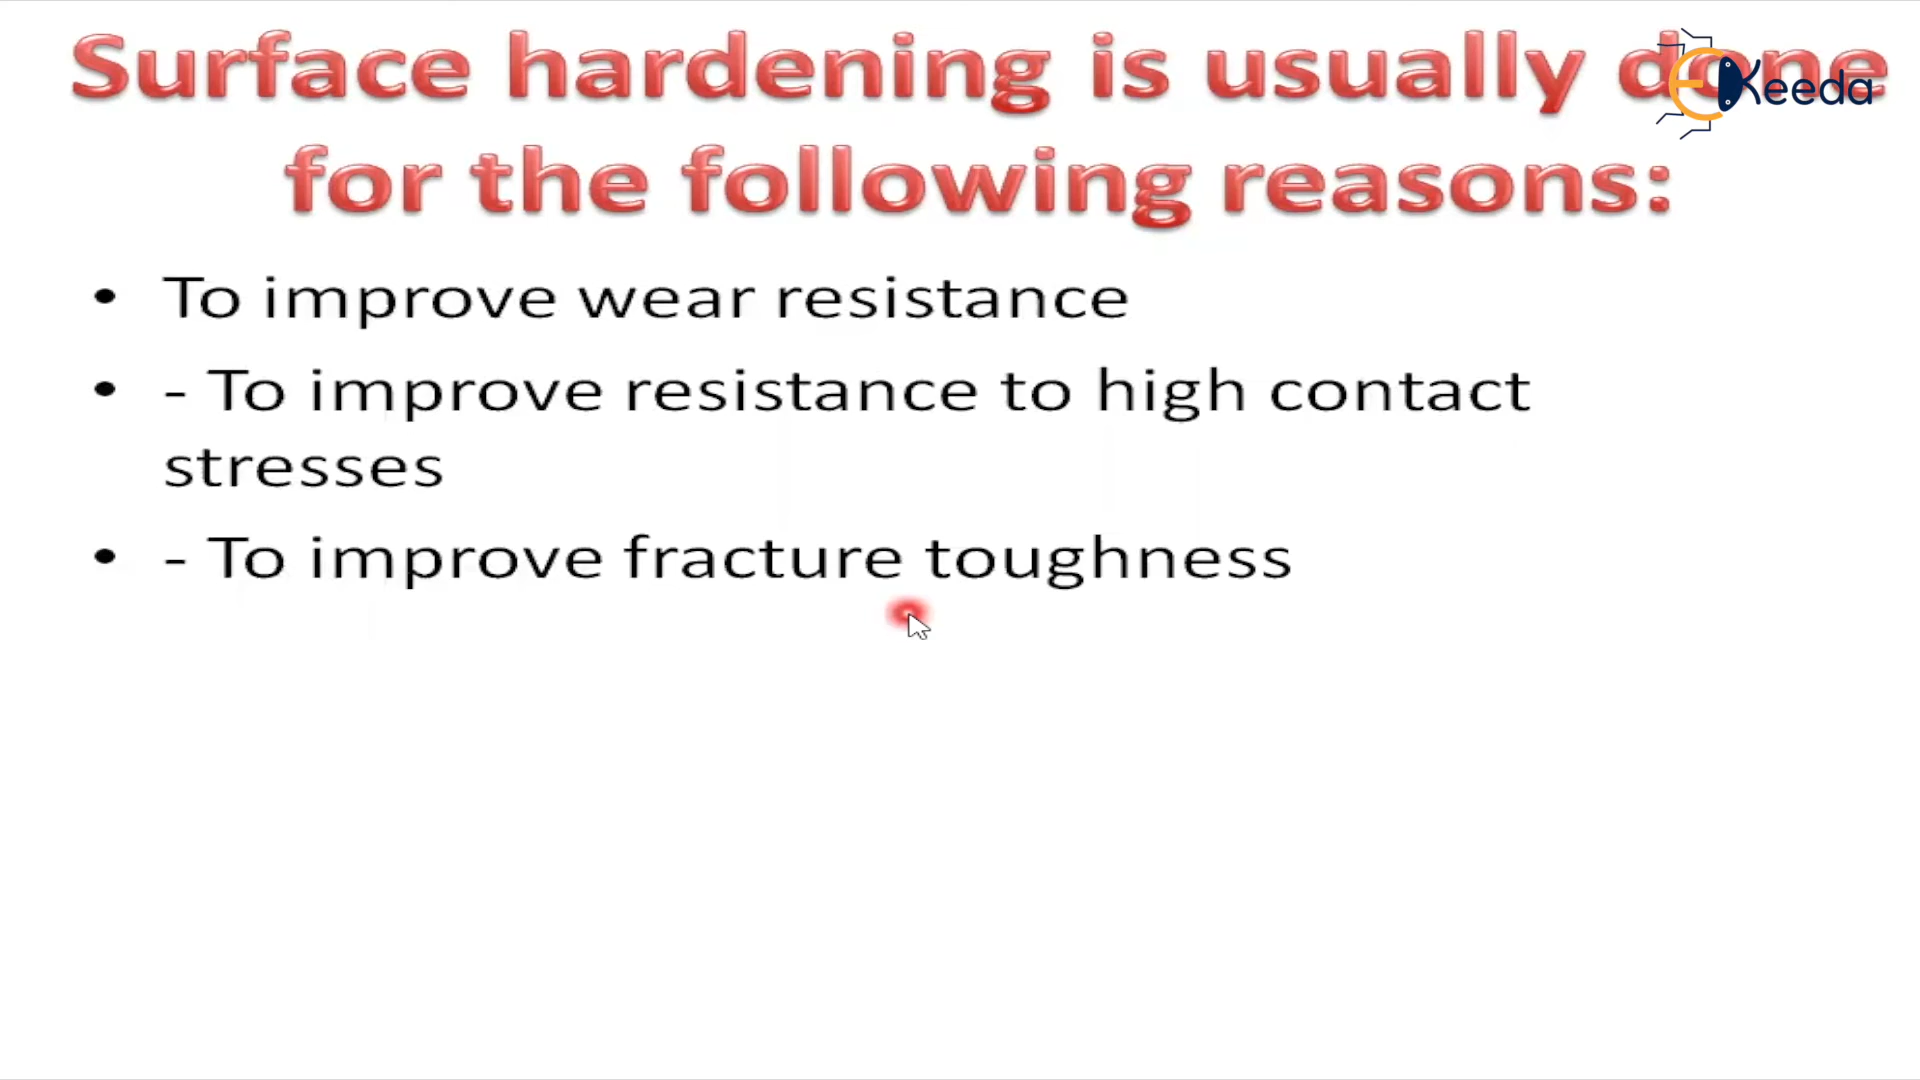 Surface hardening is usually done
EKeeda
for the following reasons:
• To improve wear resistance
• - To improve resistance to high contact
stresses
• - To improve fracture toughness